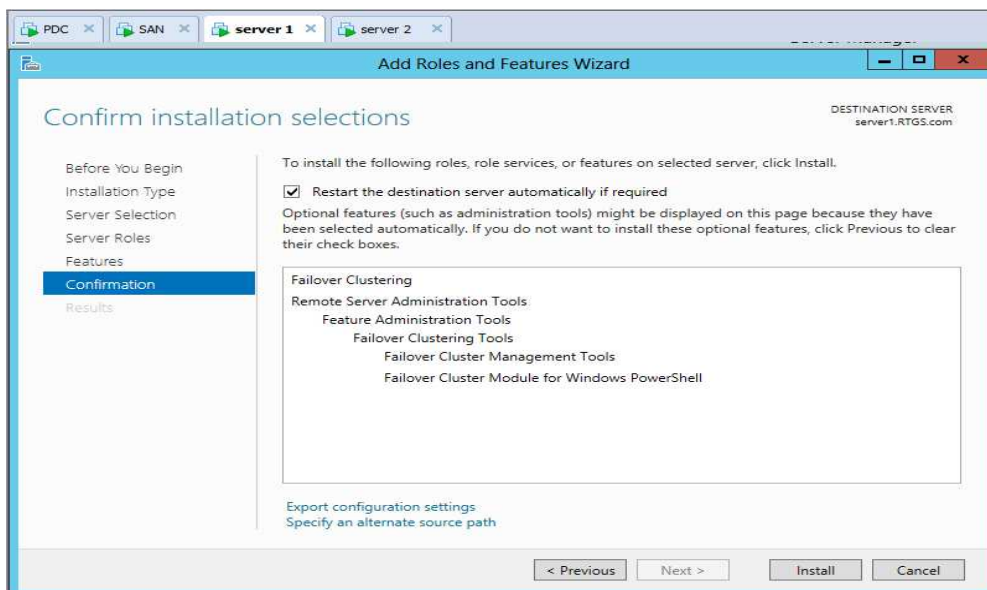 PDC
SAN
server 1
server 2
Add Roles and Features Wizard
Confirm installation selections
DESTINATION SERVER
server1.RTGS.com
Before You Begin
Installation Type
Server Selection
Server Roles
Features
Confirmation
Results
To install the following roles, role services, or features on selected server, click Install.
Restart the destination server automatically if required
Optional features (such as administration tools) might be displayed on this page because they have
been selected automatically. If you do not want to install these optional features, click Previous to clear
their check boxes.
Failover Clustering
Remote Server Administration Tools
Feature Administration Tools
Failover Clustering Tools
Failover Cluster Management Tools
Failover Cluster Module for Windows PowerShell
Export configuration settings
Specify an alternate source path
< Previous
Next >
Install
Cancel